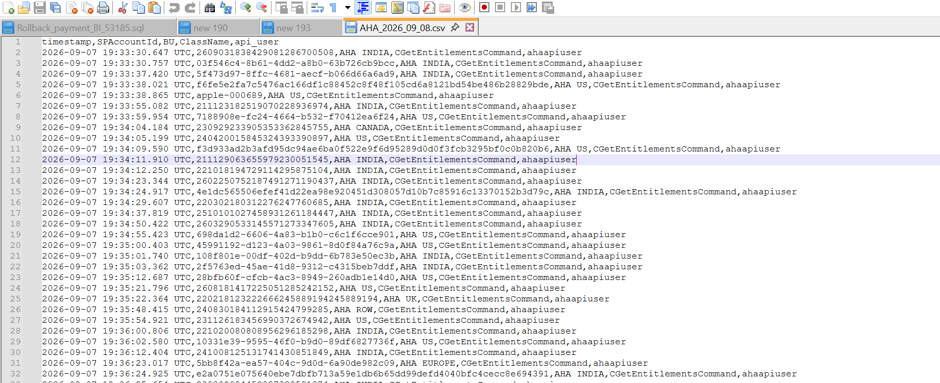 Rollback_payment_BI_53185.sql new 190 new 193 AHA_2026_09_08.csv
1 timestamp,SPAccountId,BU,ClassName,api_user
2 2026-09-07 19:33:30.647 UTC,2609031838429081286700508,AHA INDIA,CGetEntitlementsCommand,ahaapiuser
3 2026-09-07 19:33:30.757 UTC,03f546c4-8b61-4dd2-a8b0-63b726cb9bcc,AHA INDIA,CGetEntitlementsCommand,ahaapiuser
4 2026-09-07 19:33:37.420 UTC,5f473d97-8ffc-4681-aecf-b066d66a6ad9,AHA INDIA,CGetEntitlementsCommand,ahaapiuser
5 2026-09-07 19:33:38.021 UTC,f6fe5e2fa7c5476ac166df1c88452c8f48f105cd6a8121bd54be486b28829bde,AHA US,CGetEntitlementsCommand,ahaapiuser
6 2026-09-07 19:33:38.865 UTC,apple-000689,AHA US,CGetEntitlementsCommand,ahaapiuser
7 2026-09-07 19:33:55.082 UTC,211123182519070228936974,AHA INDIA,CGetEntitlementsCommand,ahaapiuser
8 2026-09-07 19:33:59.954 UTC,7188908e-fc24-4664-b532-f70412ea6f24,AHA US,CGetEntitlementsCommand,ahaapiuser
9 2026-09-07 19:34:04.184 UTC,230929233905353362845755,AHA CANADA,CGetEntitlementsCommand,ahaapiuser
10 2026-09-07 19:34:05.199 UTC,2404200158453243933908​97,AHA US,CGetEntitlementsCommand,ahaapiuser
11 2026-09-07 19:34:09.590 UTC,f3d933ad2b3afd95dc94ae6ba0f522e9f6d95289d0d0f3fcb3295bf0c0b820b6,AHA US,CGetEntitlementsCommand,ahaapiuser
12 2026-09-07 19:34:11.910 UTC,2111290636559792300515​45,AHA INDIA,CGetEntitlementsCommand,ahaapiuser
13 2026-09-07 19:34:12.250 UTC,221018194729114295875104,AHA INDIA,CGetEntitlementsCommand,ahaapiuser
14 2026-09-07 19:34:23.344 UTC,2602250752187491271190437,AHA INDIA,CGetEntitlementsCommand,ahaapiuser
15 2026-09-07 19:34:24.917 UTC,4e1dc565506efef41d22ea98e920451d308057d10b7c85916c13370152b3d79c,AHA INDIA,CGetEntitlementsCommand,ahaapiuser
16 2026-09-07 19:34:29.607 UTC,220302180312276247760685,AHA INDIA,CGetEntitlementsCommand,ahaapiuser
17 2026-09-07 19:34:37.819 UTC,2510101027458931261184447,AHA INDIA,CGetEntitlementsCommand,ahaapiuser
18 2026-09-07 19:34:50.422 UTC,2603290533145571273347605,AHA INDIA,CGetEntitlementsCommand,ahaapiuser
19 2026-09-07 19:34:55.423 UTC,698da1d2-6606-4a83-b1b0-c6c1f6cce901,AHA US,CGetEntitlementsCommand,ahaapiuser
20 2026-09-07 19:35:00.403 UTC,45991192-d123-4a03-9861-8d0f84a76c9a,AHA US,CGetEntitlementsCommand,ahaapiuser
21 2026-09-07 19:35:01.740 UTC,108f801e-00df-402d-b9dd-6b783e50ec3b,AHA INDIA,CGetEntitlementsCommand,ahaapiuser
22 2026-09-07 19:35:03.362 UTC,2f5763ed-45ae-41d8-9312-c4315beb7ddf,AHA INDIA,CGetEntitlementsCommand,ahaapiuser
23 2026-09-07 19:35:12.687 UTC,28bfb60f-cfcb-4ac3-8949-260adb1e14d0,AHA US,CGetEntitlementsCommand,ahaapiuser
24 2026-09-07 19:35:21.796 UTC,2608181417225051285242152,AHA US,CGetEntitlementsCommand,ahaapiuser
25 2026-09-07 19:35:22.364 UTC,22021812322266624588194245889194,AHA UK,CGetEntitlementsCommand,ahaapiuser
26 2026-09-07 19:35:48.415 UTC,240830184112915424799285,AHA ROW,CGetEntitlementsCommand,ahaapiuser
27 2026-09-07 19:35:54.921 UTC,231126183456990372674942,AHA US,CGetEntitlementsCommand,ahaapiuser
28 2026-09-07 19:36:00.806 UTC,221020080808956296185298,AHA INDIA,CGetEntitlementsCommand,ahaapiuser
29 2026-09-07 19:36:02.580 UTC,10331e39-9595-46f0-b9d0-89df6827736f,AHA US,CGetEntitlementsCommand,ahaapiuser
30 2026-09-07 19:36:12.404 UTC,241008125131741430851849,AHA INDIA,CGetEntitlementsCommand,ahaapiuser
31 2026-09-07 19:36:23.017 UTC,5bb8f42a-ea57-404c-9d0d-6a90de982c09,AHA EUROPE,CGetEntitlementsCommand,ahaapiuser
32 2026-09-07 19:36:24.925 UTC,e2a0751e075640ebe7dbfb713a59e1db6b65dd99defd4040bfc4cecc8e694391,AHA INDIA,CGetEntitlementsCommand,ahaapiuser